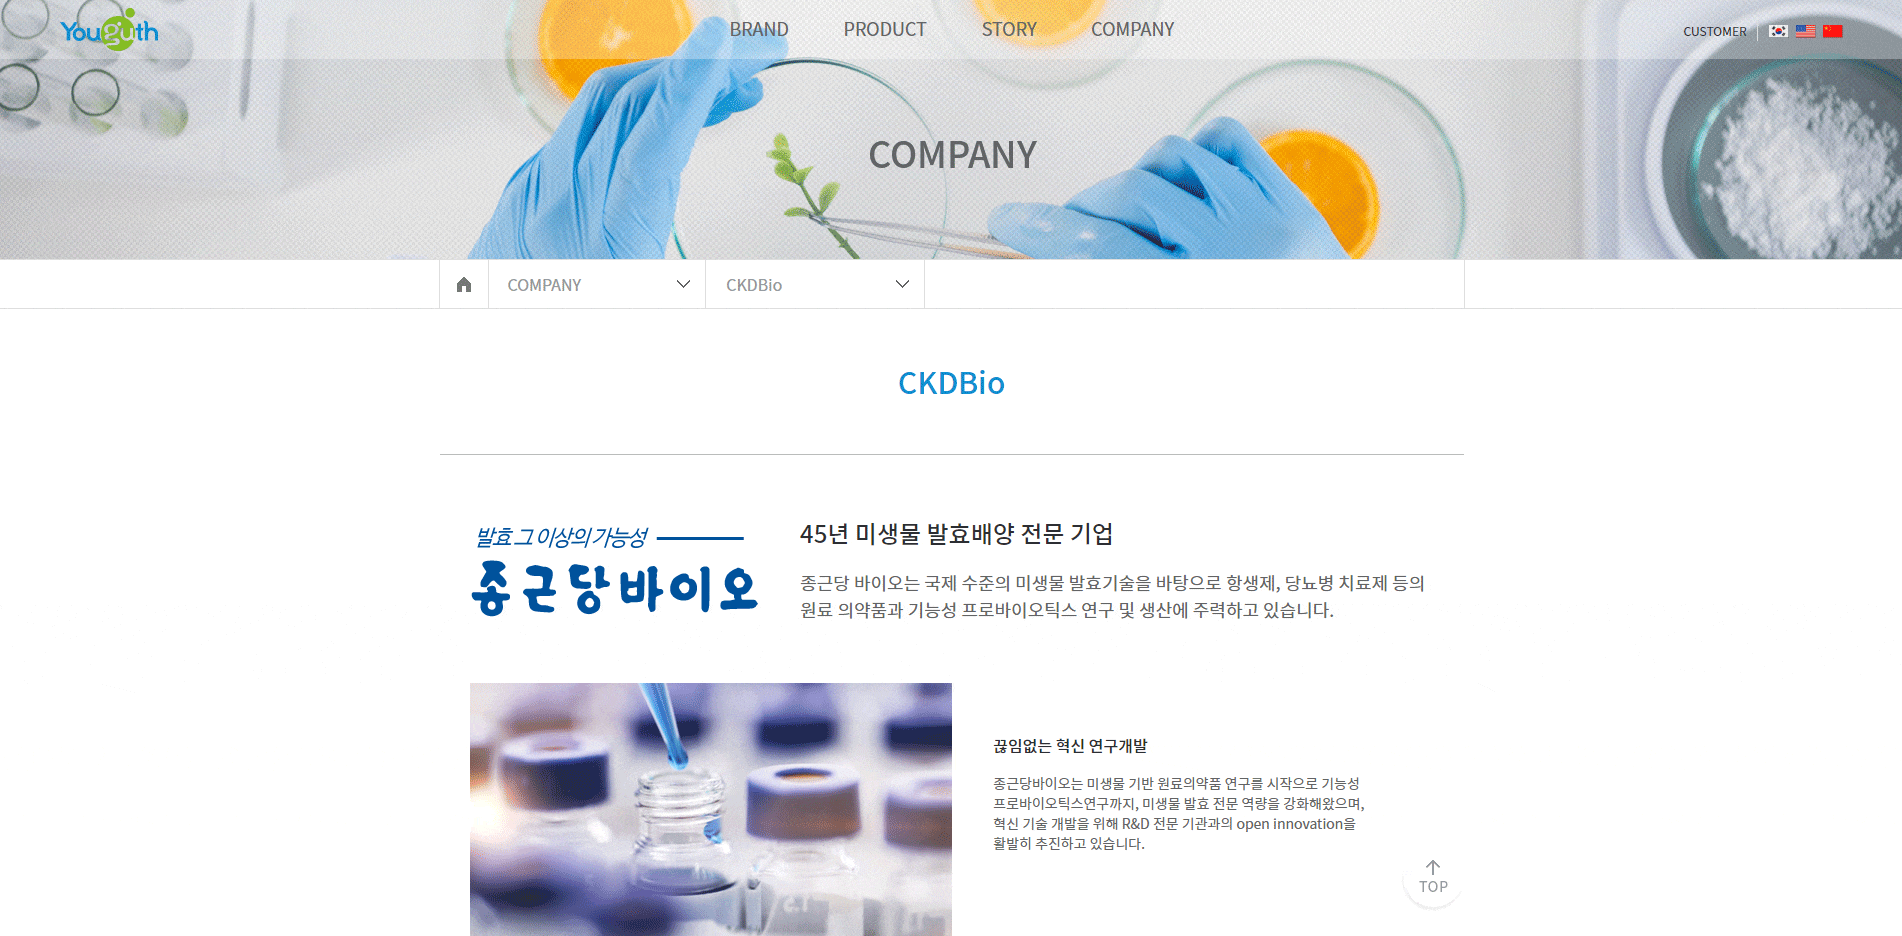 Youguth
BRAND
PRODUCT
STORY
COMPANY
CUSTOMER
COMPANY
COMPANY
CKDBio
CKDBio
발효 그 이상의 가능성
종근당바이오
45년 미생물 발효배양 전문 기업
종근당 바이오는 국제 수준의 미생물 발효기술을 바탕으로 항생제, 당뇨병 치료제 등의
원료 의약품과 기능성 프로바이오틱스 연구 및 생산에 주력하고 있습니다.
끊임없는 혁신 연구개발
종근당바이오는 미생물 기반 원료의약품 연구를 시작으로 기능성
프로바이오틱스연구까지, 미생물 발효 전문 역량을 강화해왔으며,
혁신 기술 개발을 위해 R&D 전문 기관과의 open innovation을
활발히 추진하고 있습니다.
TOP